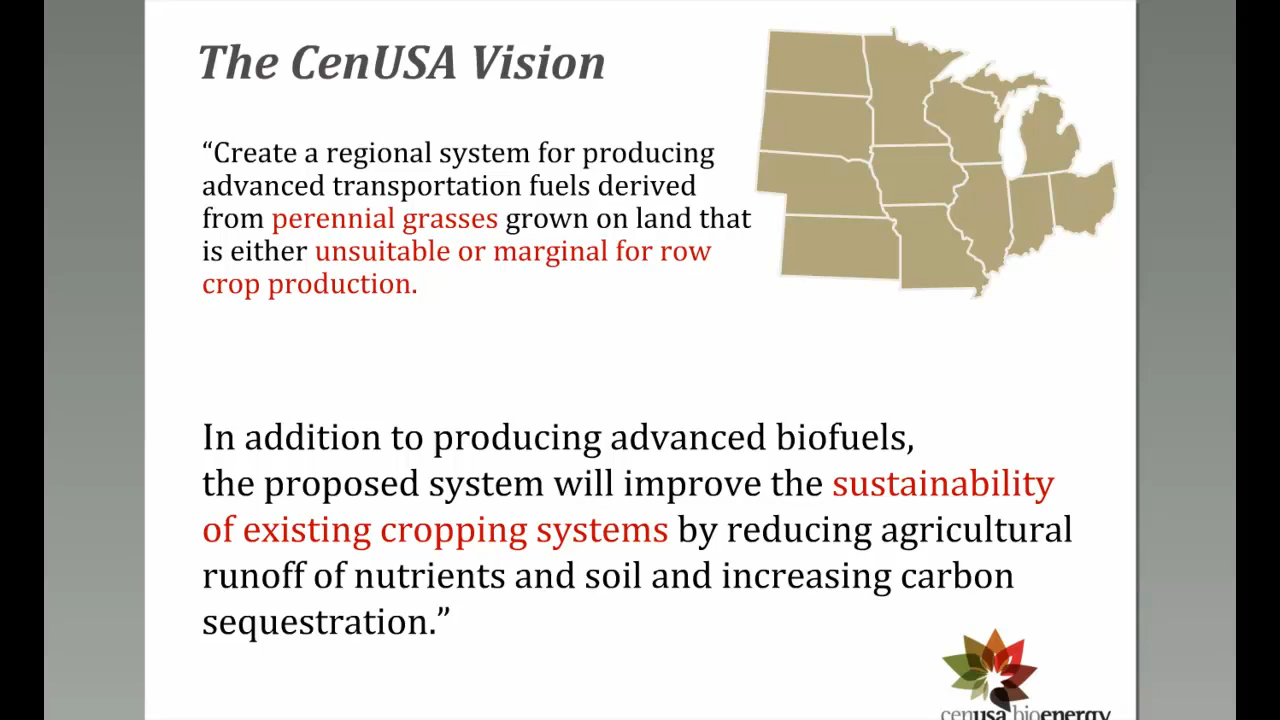 The CenUSA Vision
“Create a regional system for producing
advanced transportation fuels derived
from perennial grasses grown on land that
is either unsuitable or marginal for row
crop production.
In addition to producing advanced biofuels,
the proposed system will improve the sustainability
of existing cropping systems by reducing agricultural
runoff of nutrients and soil and increasing carbon
sequestration.”
cenusa bioenergy